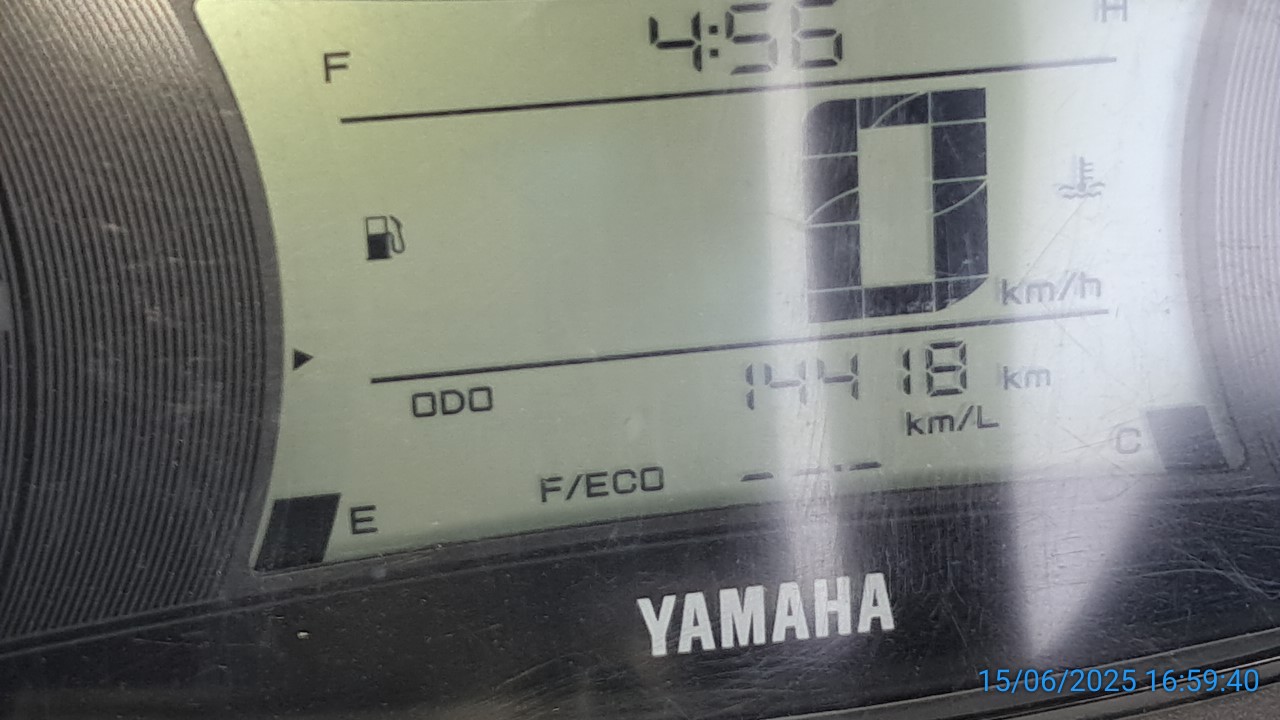 4:56
H
F
0
km/h
ODO 14418 km
km/L
C
F/ECO --.-
E
YAMAHA
15/06/2025 16:59:40